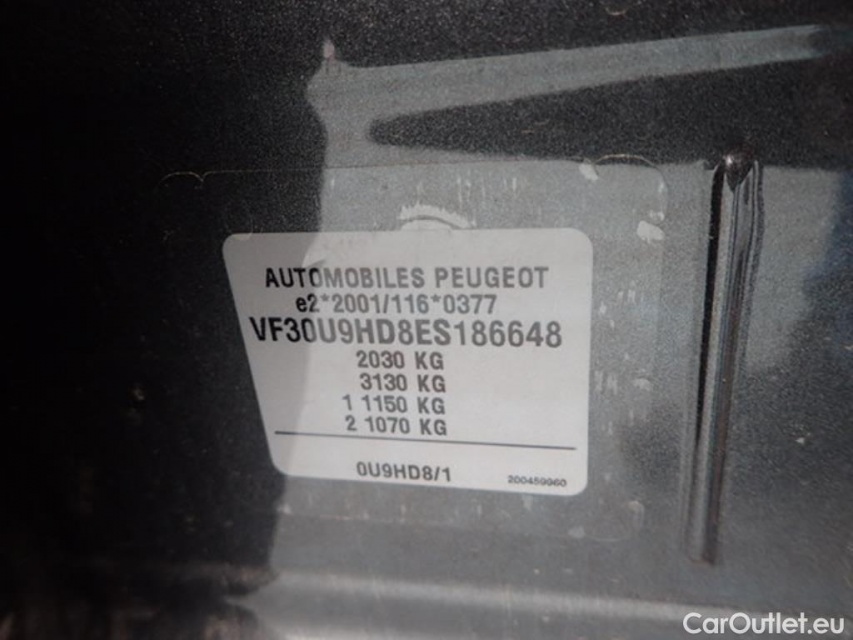 AUTOMOBILES PEUGEOT
e2*2001/116*0377
VF30U9HD8ES186648
2030 KG
3130 KG
1 1150 KG
2 1070 KG
0U9HD8/1
200459960
CarOutlet.eu